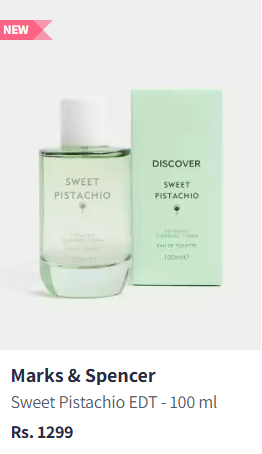 NEW
DISCOVER
SWEET
PISTACHIO
SWEET
PISTACHIO
EAU DE TOILETTE
100ml℮
100ml℮
Marks & Spencer
Sweet Pistachio EDT - 100 ml
Rs. 1299